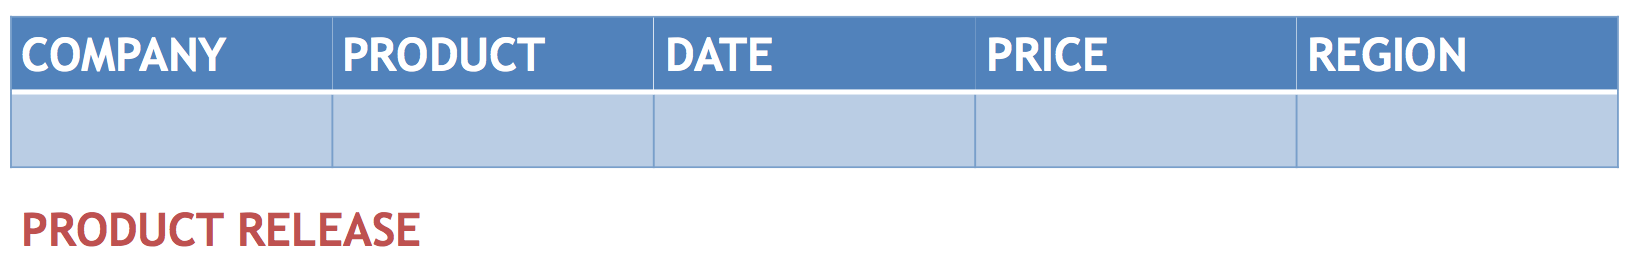 COMPANY PRODUCT DATE PRICE REGION
PRODUCT RELEASE